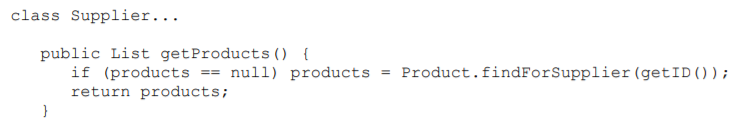 class Supplier...
public List getProducts() {
if (products == null) products = Product.findForSupplier(getID());
return products;
}